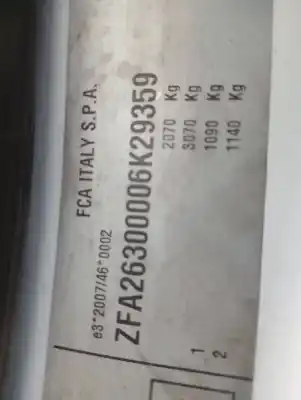 FCA ITALY S.P.A.
e3*2007/46*0002
ZFA26300006K29359
2070 Kg
3070 Kg
1 1090 Kg
2 1140 Kg